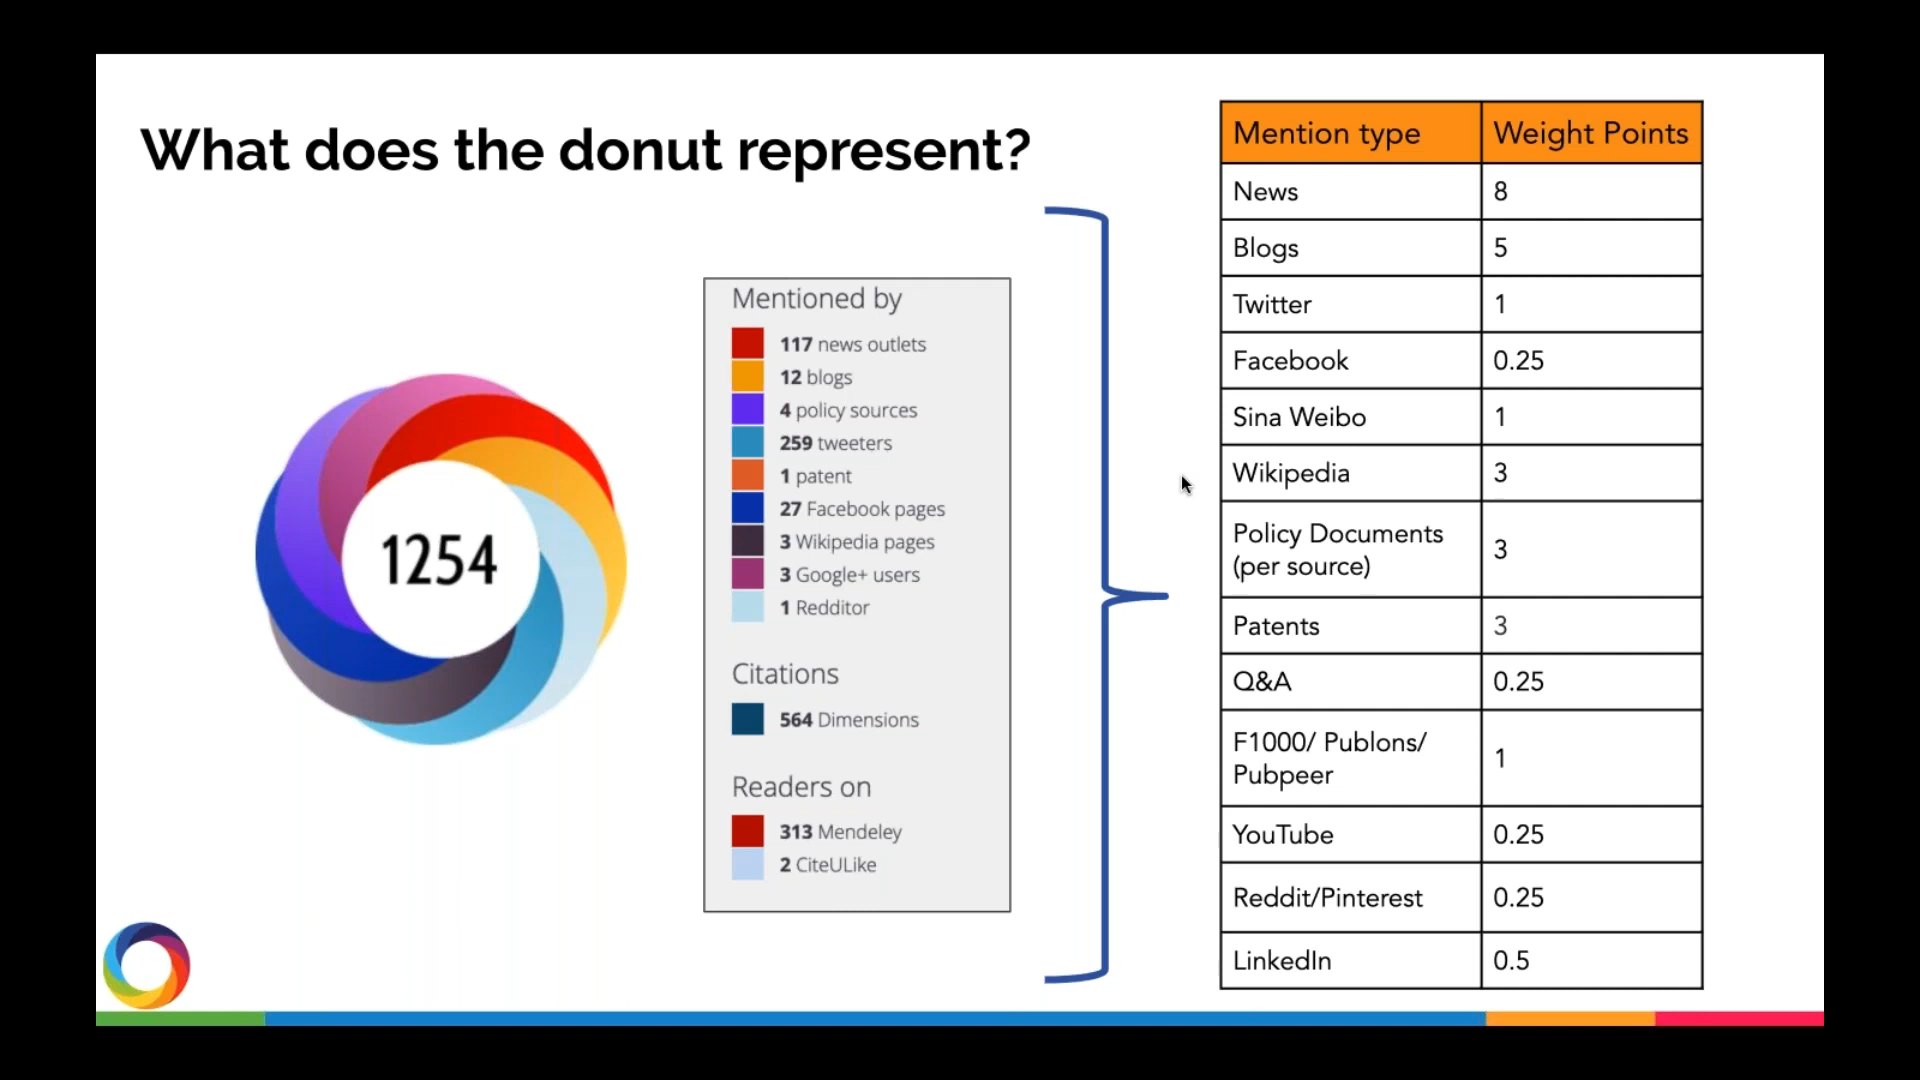 What does the donut represent?
1254
Mentioned by
117 news outlets
12 blogs
4 policy sources
259 tweeters
1 patent
27 Facebook pages
3 Wikipedia pages
3 Google+ users
1 Redditor
Citations
564 Dimensions
Readers on
313 Mendeley
2 CiteULike
Mention type Weight Points
News 8
Blogs 5
Twitter 1
Facebook 0.25
Sina Weibo 1
Wikipedia 3
Policy Documents
(per source) 3
Patents 3
Q&A 0.25
F1000/ Publons/
Pubpeer 1
YouTube 0.25
Reddit/Pinterest 0.25
LinkedIn 0.5